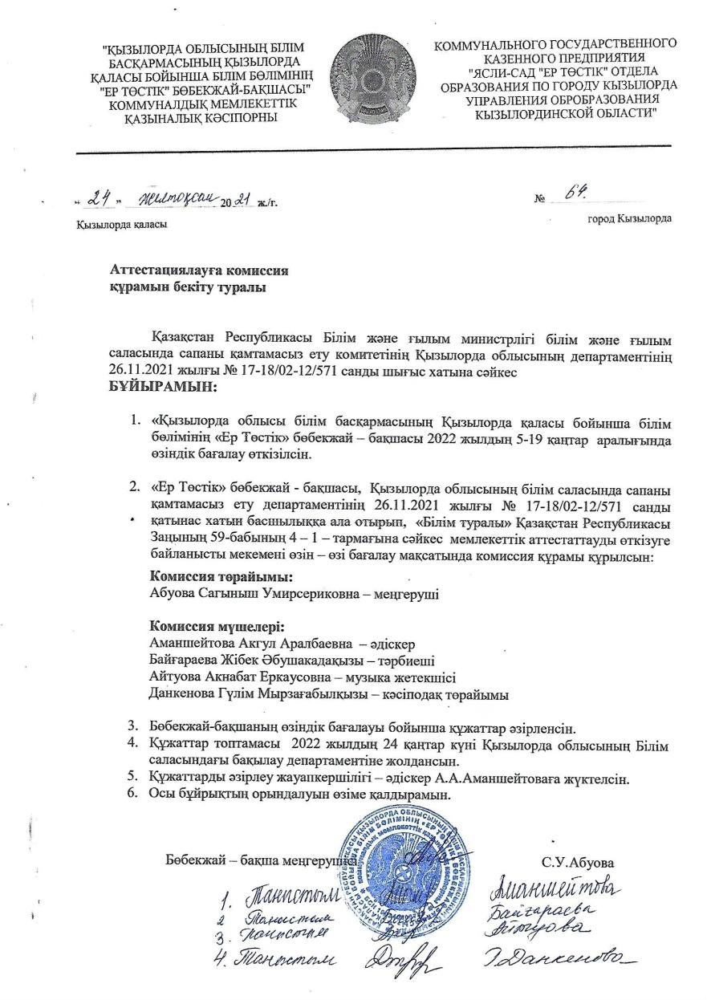 "ҚЫЗЫЛОРДА ОБЛЫСЫНЫҢ БІЛІМ
БАСҚАРМАСЫНЫҢ ҚЫЗЫЛОРДА
ҚАЛАСЫ БОЙЫНША БІЛІМ БӨЛІМІНІҢ
"ЕР ТӨСТІК" БӨБЕКЖАЙ-БАҚШАСЫ"
КОММУНАЛДЫҚ МЕМЛЕКЕТТІК
ҚАЗЫНАЛЫҚ КӘСІПОРНЫ
КОММУНАЛЬНОГО ГОСУДАРСТВЕННОГО
КАЗЕННОГО ПРЕДПРИЯТИЯ
"ЯСЛИ-САД "ЕР ТӨСТІК" ОТДЕЛА
ОБРАЗОВАНИЯ ПО ГОРОДУ КЫЗЫЛОРДА
УПРАВЛЕНИЯ ОБРОБРАЗОВАНИЯ
КЫЗЫЛОРДИНСКОЙ ОБЛАСТИ"
" 24 " желтоқсан 2021 ж./г.
№ 64.
Қызылорда қаласы
город Кызылорда
Аттестациялауға комиссия
құрамын бекіту туралы
Қазақстан Республикасы Білім және ғылым министрлігі білім және ғылым
саласында сапаны қамтамасыз ету комитетінің Қызылорда облысының департаментінің
26.11.2021 жылғы № 17-18/02-12/571 санды шығыс хатына сәйкес
БҰЙЫРАМЫН:
1. «Қызылорда облысы білім басқармасының Қызылорда қаласы бойынша білім
бөлімінің «Ер Төстік» бөбекжай – бақшасы 2022 жылдың 5-19 қаңтар аралығында
өзіндік бағалау өткізілсін.
2. «Ер Төстік» бөбекжай - бақшасы, Қызылорда облысының білім саласында сапаны
қамтамасыз ету департаментінің 26.11.2021 жылғы № 17-18/02-12/571 санды
қатынас хатын басшылыққа ала отырып, «Білім туралы» Қазақстан Республикасы
Заңының 59-бабының 4 – 1 – тармағына сәйкес мемлекеттік аттестаттауды өткізуге
байланысты мекемені өзін – өзі бағалау мақсатында комиссия құрамы құрылсын:
Комиссия төрайымы:
Абуова Сагыныш Умирсериковна – меңгеруші
Комиссия мүшелері:
Аманшейтова Акгул Аралбаевна – әдіскер
Байғараева Жібек Әбушакадақызы – тәрбиеші
Айтуова Акнабат Еркаусовна – музыка жетекшісі
Данкенова Гүлім Мырзағабылқызы – кәсіподақ төрайымы
3. Бөбекжай-бақшаның өзіндік бағалауы бойынша құжаттар әзірленсін.
4. Құжаттар топтамасы 2022 жылдың 24 қаңтар күні Қызылорда облысының Білім
саласындағы бақылау департаментіне жолдансын.
5. Құжаттарды әзірлеу жауапкершілігі – әдіскер А.А.Аманшейтоваға жүктелсін.
6. Осы бұйрықтың орындалуын өзіме қалдырамын.
Бөбекжай – бақша меңгерушісі
С.У.Абуова
1. Таныстым Аманшейтова
2 Таныстым Байғараева
3. Таныстым Айтуова
4. Таныстым Г Данкенова